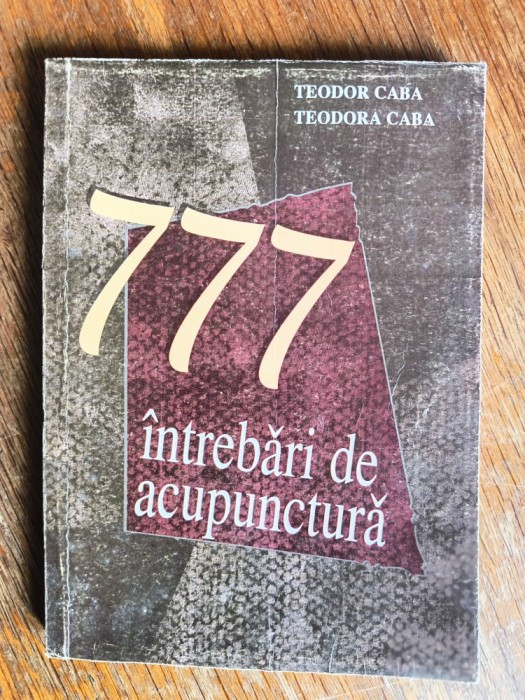 TEODOR CABA
TEODORA CABA
777
întrebări de
acupunctură